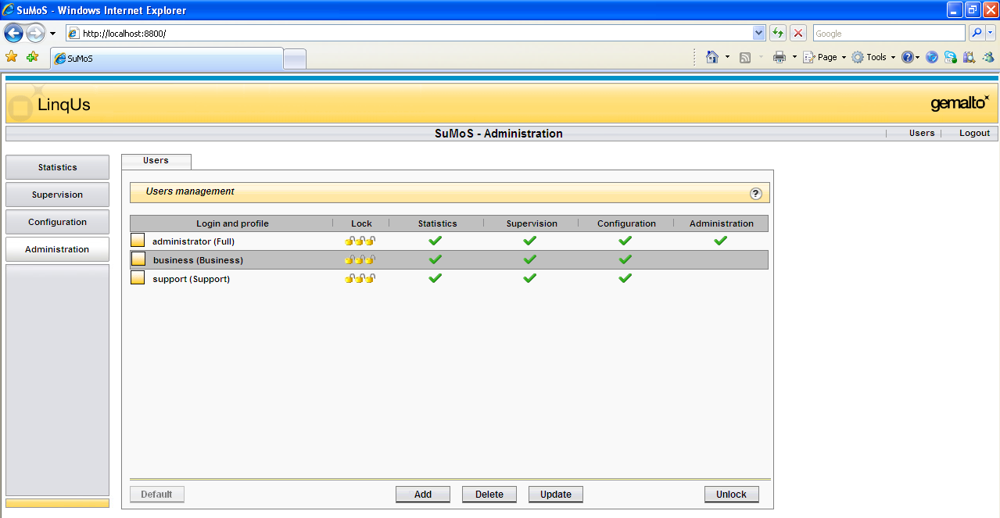 SuMoS - Windows Internet Explorer
http://localhost:8800/
Google
SuMoS
Page
Tools
LinqUs
gemalto
SuMoS - Administration
Users
Logout
Statistics
Supervision
Configuration
Administration
Users
Users management
?
Login and profile Lock Statistics Supervision Configuration Administration
administrator (Full)
business (Business)
support (Support)
Default Add Delete Update Unlock